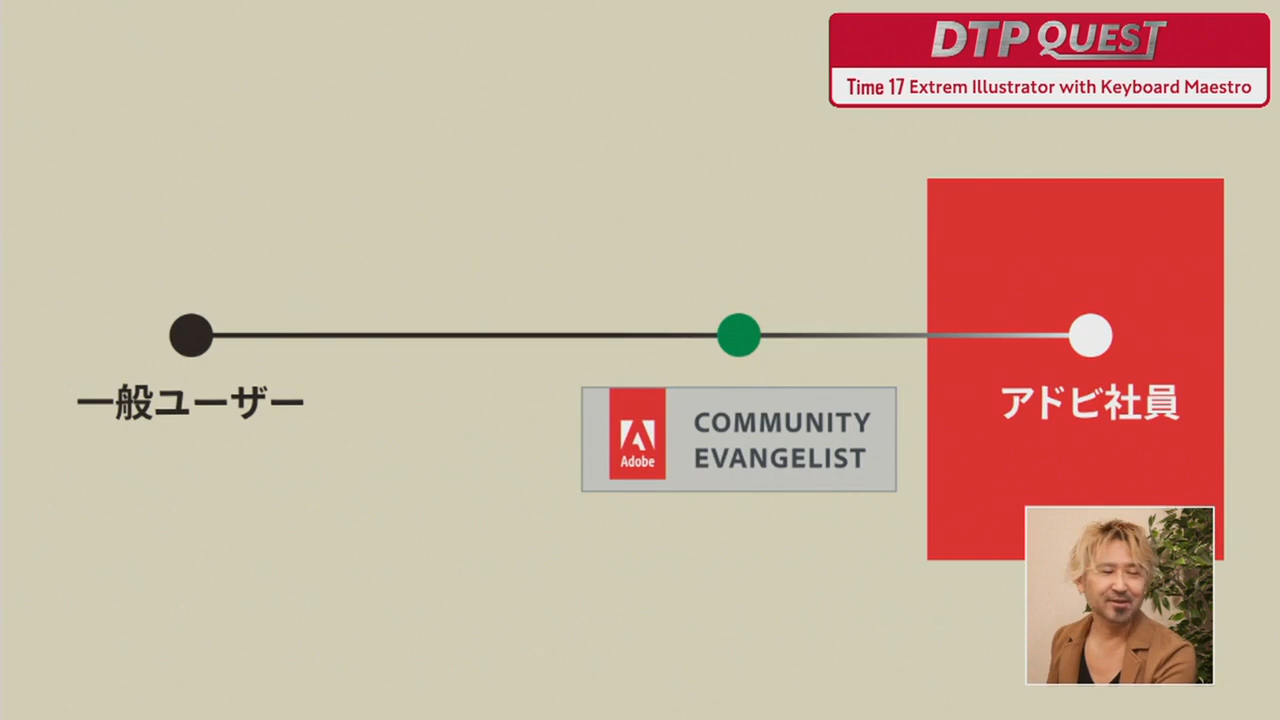 DTP QUEST
Time 17 Extrem Illustrator with Keyboard Maestro
一般ユーザー
Adobe
COMMUNITY
EVANGELIST
アドビ社員